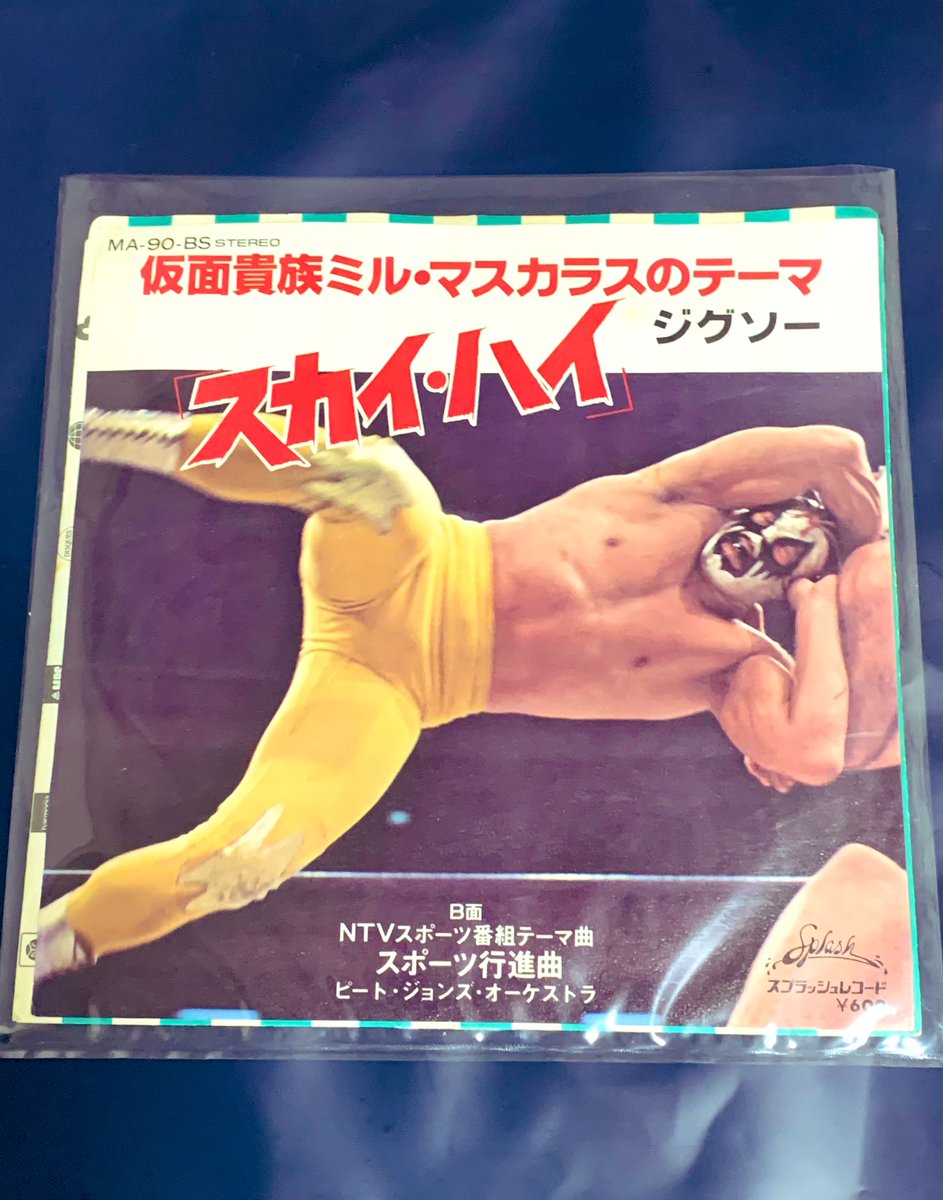 MA-90-BS STEREO
仮面貴族ミル・マスカラスのテーマ
ジグソー
「スカイ・ハイ」
B面
NTVスポーツ番組テーマ曲
スポーツ行進曲
ビート・ジョンズ・オーケストラ
Splash
スプラッシュレコード
¥600